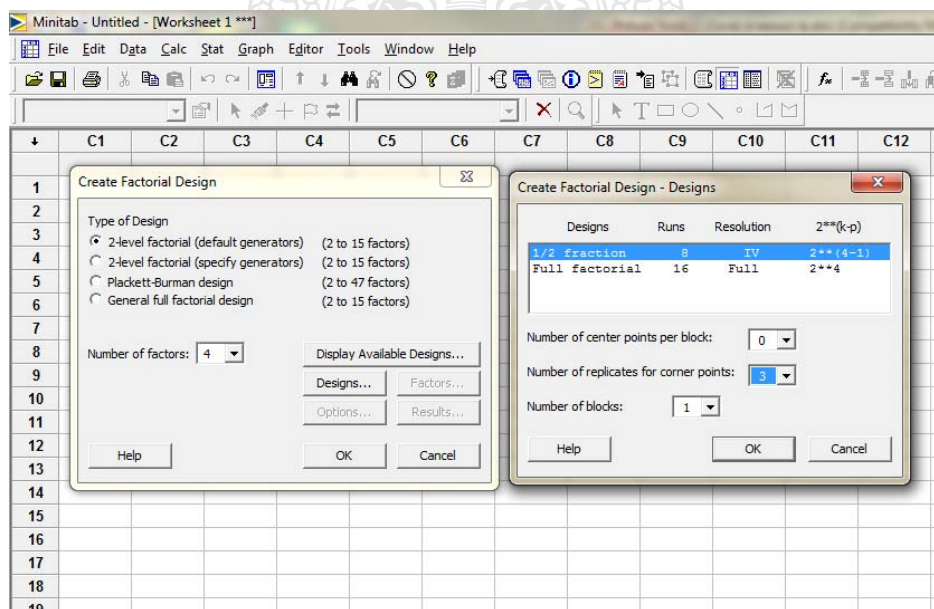 Minitab - Untitled - [Worksheet 1 ***]
File Edit Data Calc Stat Graph Editor Tools Window Help
C1 C2 C3 C4 C5 C6 C7 C8 C9 C10 C11 C12
Create Factorial Design
Type of Design
2-level factorial (default generators) (2 to 15 factors)
2-level factorial (specify generators) (2 to 15 factors)
Plackett-Burman design (2 to 47 factors)
General full factorial design (2 to 15 factors)
Number of factors: 4
Display Available Designs...
Designs... Factors...
Options... Results...
Help OK Cancel
Create Factorial Design - Designs
Designs Runs Resolution 2**(k-p)
1/2 fraction 8 IV 2**(4-1)
Full factorial 16 Full 2**4
Number of center points per block: 0
Number of replicates for corner points: 3
Number of blocks: 1
Help OK Cancel
1
2
3
4
5
6
7
8
9
10
11
12
13
14
15
16
17
18
19